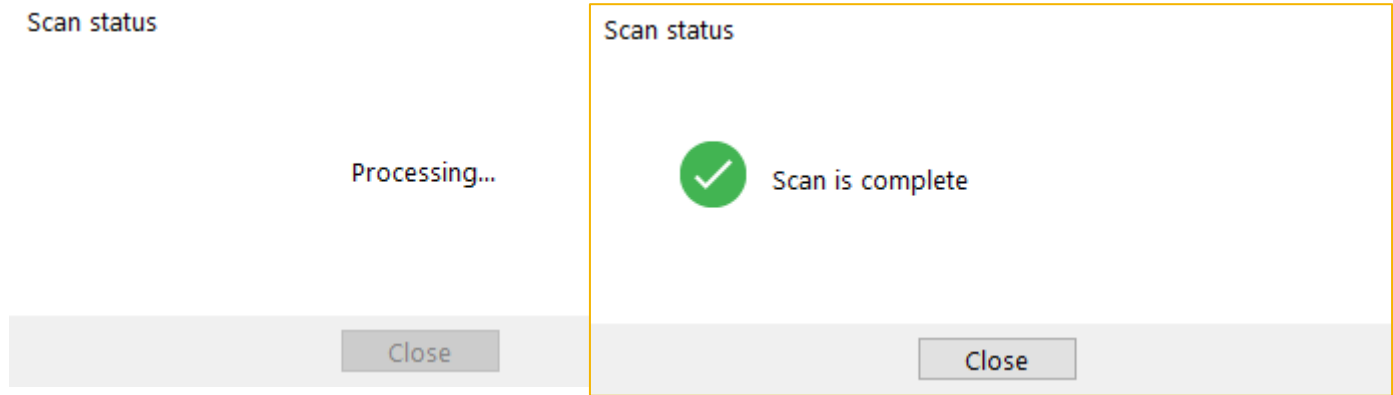 Scan status
Processing...
Close
Scan status
Scan is complete
Close